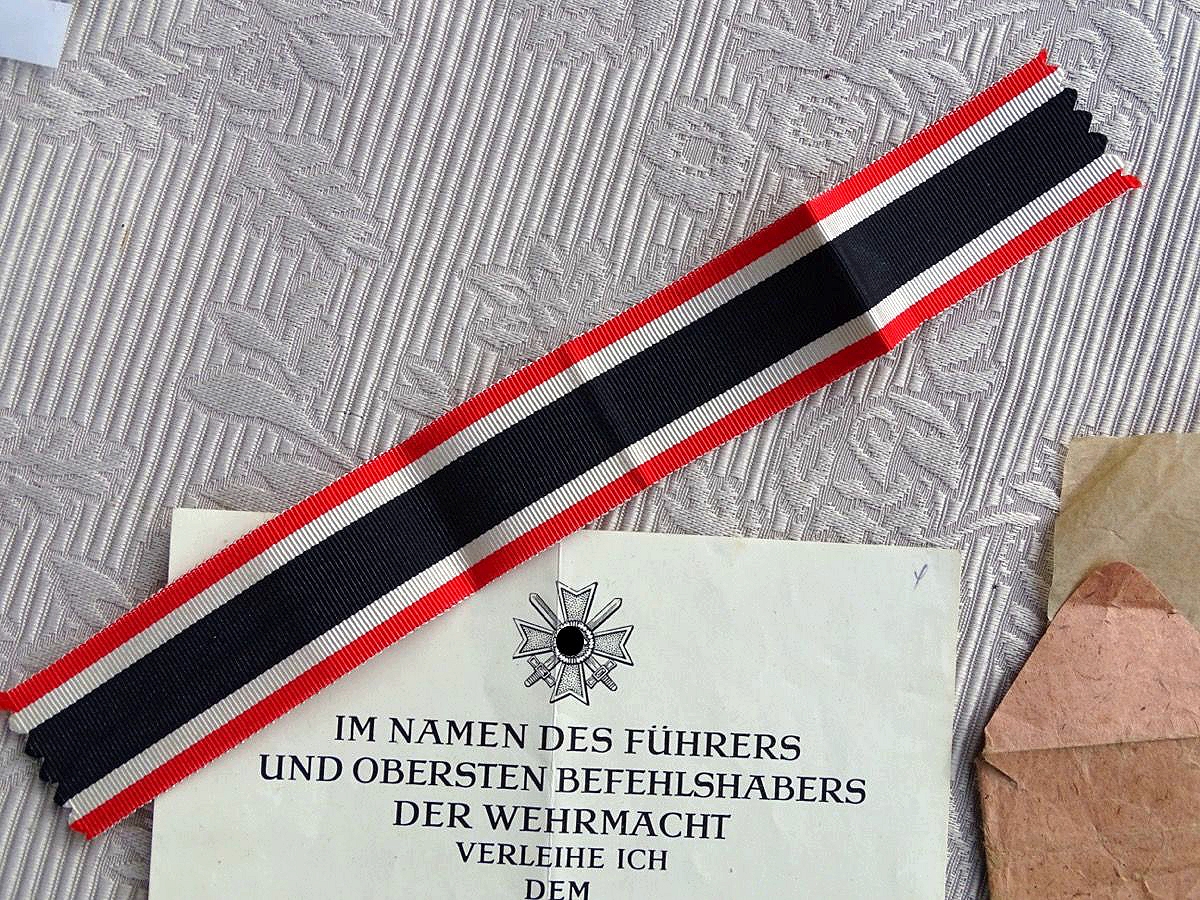 IM NAMEN DES FÜHRERS
UND OBERSTEN BEFEHLSHABERS
DER WEHRMACHT
VERLEIHE ICH
DEM